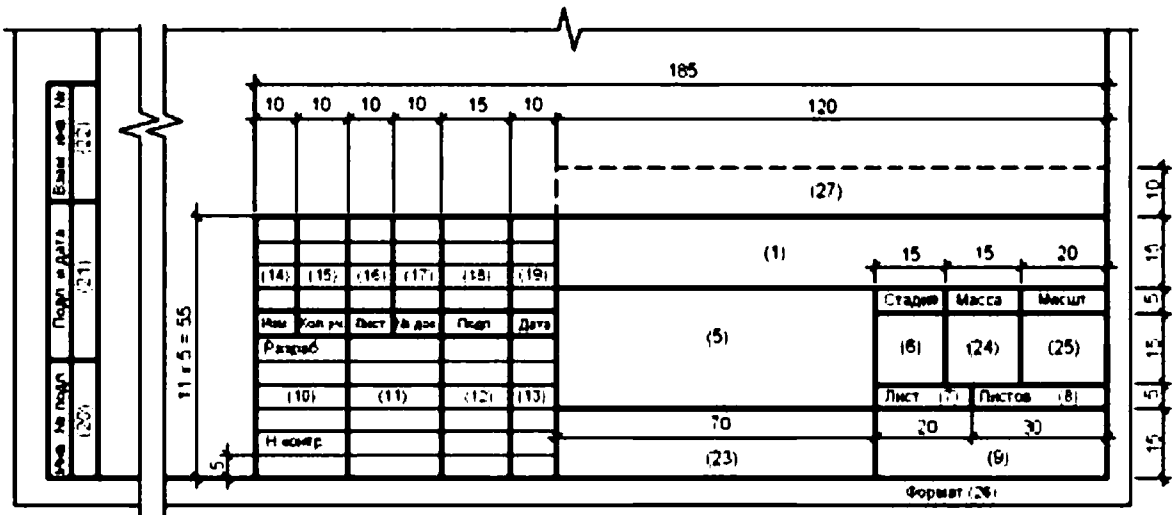 185
10 10 10 10 15 10 120
(27)
10
(1)
15 15 20
15
(14) (15) (16) (17) (18) (19)
Стадия Масса Масшт
5
Изм Кол уч Лист № док Подп Дата
(5)
(6) (24) (25)
15
Разраб
(10) (11) (12) (13)
Лист (7) Листов (8)
5
70 20 30
Н контр
(23) (9)
15
5
11 x 5 = 55
Формат (26)
Взам инв №
(22)
Подп и дата
(21)
Инв № подл
(20)